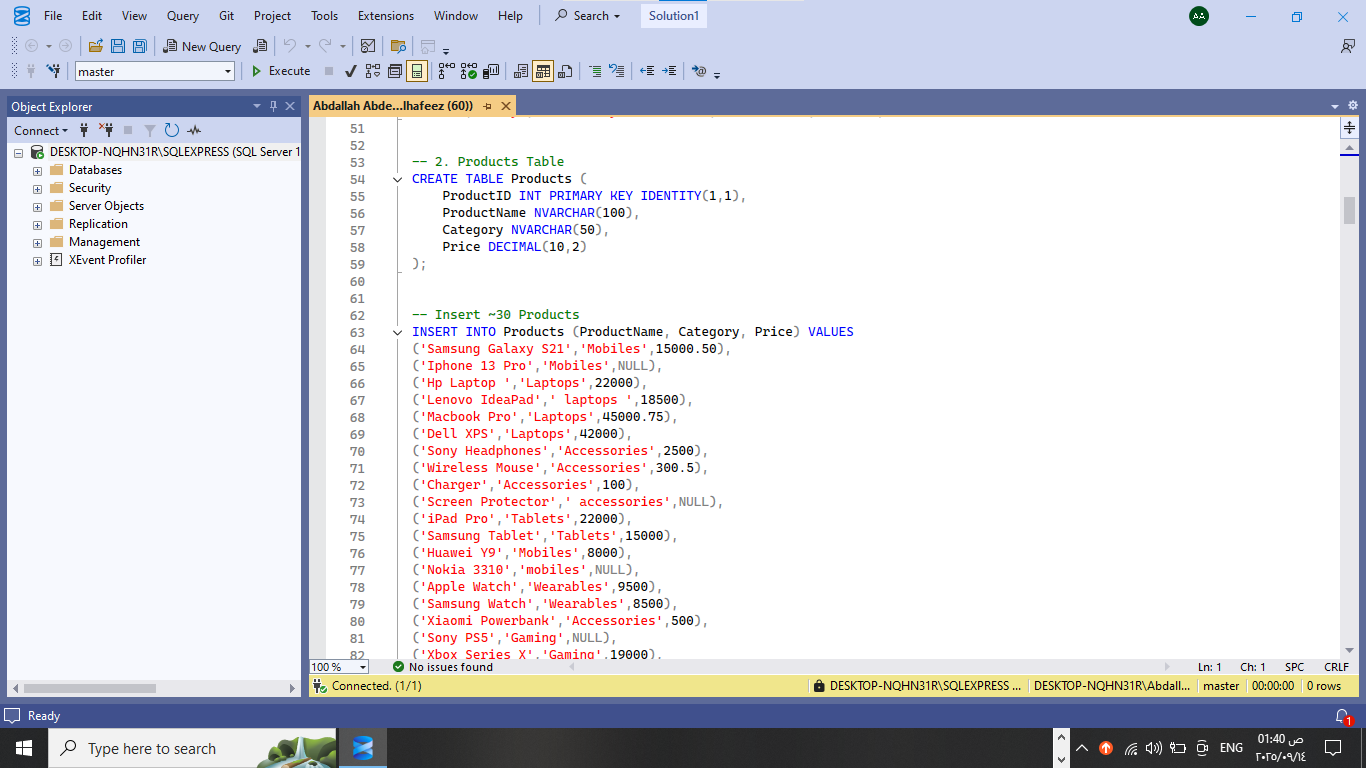 File Edit View Query Git Project Tools Extensions Window Help Search Solution1 AA
New Query
master Execute
Object Explorer
Connect
DESKTOP-NQHN31R\SQLEXPRESS (SQL Server 1
Databases
Security
Server Objects
Replication
Management
XEvent Profiler
Abdallah Abde...lhafeez (60))
51
52
53 -- 2. Products Table
54 CREATE TABLE Products (
55 ProductID INT PRIMARY KEY IDENTITY(1,1),
56 ProductName NVARCHAR(100),
57 Category NVARCHAR(50),
58 Price DECIMAL(10,2)
59 );
60
61
62 -- Insert ~30 Products
63 INSERT INTO Products (ProductName, Category, Price) VALUES
64 ('Samsung Galaxy S21','Mobiles',15000.50),
65 ('Iphone 13 Pro','Mobiles',NULL),
66 ('Hp Laptop ','Laptops',22000),
67 ('Lenovo IdeaPad',' laptops ',18500),
68 ('Macbook Pro','Laptops',45000.75),
69 ('Dell XPS','Laptops',42000),
70 ('Sony Headphones','Accessories',2500),
71 ('Wireless Mouse','Accessories',300.5),
72 ('Charger','Accessories',100),
73 ('Screen Protector',' accessories',NULL),
74 ('iPad Pro','Tablets',22000),
75 ('Samsung Tablet','Tablets',15000),
76 ('Huawei Y9','Mobiles',8000),
77 ('Nokia 3310','mobiles',NULL),
78 ('Apple Watch','Wearables',9500),
79 ('Samsung Watch','Wearables',8500),
80 ('Xiaomi Powerbank','Accessories',500),
81 ('Sony PS5','Gaming',NULL),
82 ('Xbox Series X','Gaming',19000),
100 % No issues found Ln: 1 Ch: 1 SPC CRLF
Connected. (1/1) DESKTOP-NQHN31R\SQLEXPRESS ... DESKTOP-NQHN31R\Abdall... master 00:00:00 0 rows
Ready 1
Type here to search ENG
01:40 ص
٢٠٢٥/٠٩/١٤